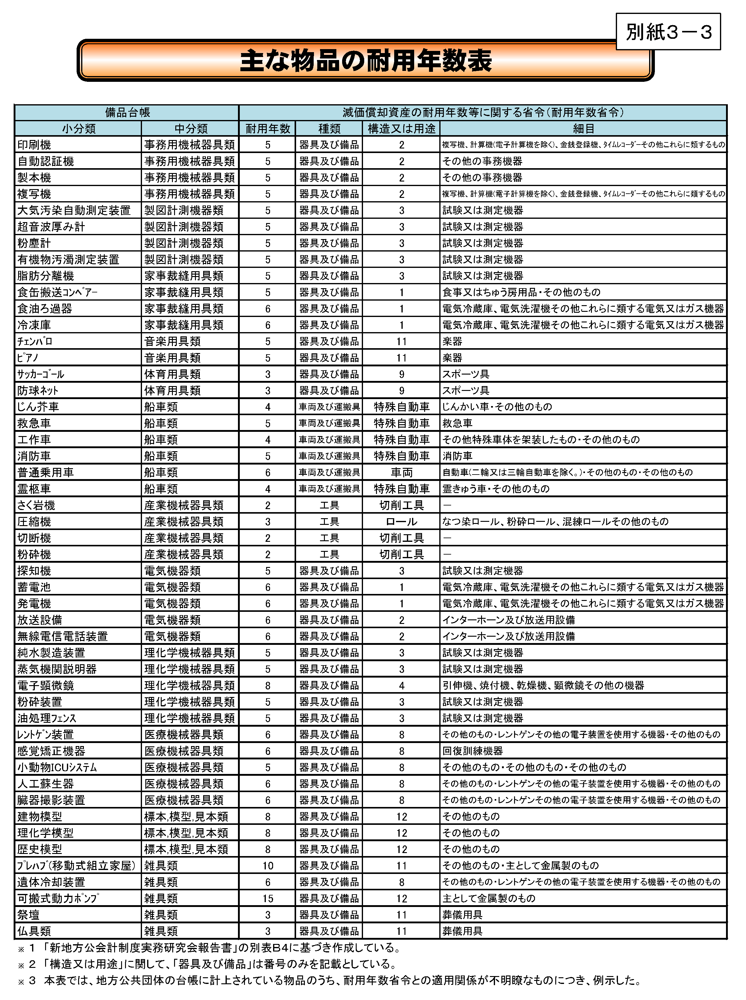 別紙3-3
主な物品の耐用年数表
備品台帳 減価償却資産の耐用年数等に関する省令(耐用年数省令)
小分類 中分類 耐用年数 種類 構造又は用途 細目
印刷機 事務用機械器具類 5 器具及び備品 2 複写機、計算機(電子計算機を除く)、金銭登録機、タイムレコーダーその他これらに類するもの
自動認証機 事務用機械器具類 5 器具及び備品 2 その他の事務機器
製本機 事務用機械器具類 5 器具及び備品 2 その他の事務機器
複写機 事務用機械器具類 5 器具及び備品 2 複写機、計算機(電子計算機を除く)、金銭登録機、タイムレコーダーその他これらに類するもの
大気汚染自動測定装置 製図計測機器類 5 器具及び備品 3 試験又は測定機器
超音波厚み計 製図計測機器類 5 器具及び備品 3 試験又は測定機器
粉塵計 製図計測機器類 5 器具及び備品 3 試験又は測定機器
有機物汚濁測定装置 製図計測機器類 5 器具及び備品 3 試験又は測定機器
脂肪分離機 家事裁縫用具類 5 器具及び備品 3 試験又は測定機器
食缶搬送コンベアー 家事裁縫用具類 5 器具及び備品 1 食事又はちゅう房用品・その他のもの
食油ろ過器 家事裁縫用具類 6 器具及び備品 1 電気冷蔵庫、電気洗濯機その他これらに類する電気又はガス機器
冷凍庫 家事裁縫用具類 6 器具及び備品 1 電気冷蔵庫、電気洗濯機その他これらに類する電気又はガス機器
チェンバロ 音楽用具類 5 器具及び備品 11 楽器
ピアノ 音楽用具類 5 器具及び備品 11 楽器
サッカーゴール 体育用具類 3 器具及び備品 9 スポーツ具
防球ネット 体育用具類 3 器具及び備品 9 スポーツ具
じん芥車 船車類 4 車両及び運搬具 特殊自動車 じんかい車・その他のもの
救急車 船車類 5 車両及び運搬具 特殊自動車 救急車
工作車 船車類 4 車両及び運搬具 特殊自動車 その他特殊車体を架装したもの・その他のもの
消防車 船車類 5 車両及び運搬具 特殊自動車 消防車
普通乗用車 船車類 6 車両及び運搬具 車両 自動車(二輪又は三輪自動車を除く。)・その他のもの・その他のもの
霊柩車 船車類 4 車両及び運搬具 特殊自動車 霊きゅう車・その他のもの
さく岩機 産業機械器具類 2 工具 切削工具 -
圧縮機 産業機械器具類 3 工具 ロール なつ染ロール、粉砕ロール、混練ロールその他のもの
切断機 産業機械器具類 2 工具 切削工具 -
粉砕機 産業機械器具類 2 工具 切削工具 -
探知機 電気機器類 5 器具及び備品 3 試験又は測定機器
蓄電池 電気機器類 6 器具及び備品 1 電気冷蔵庫、電気洗濯機その他これらに類する電気又はガス機器
発電機 電気機器類 6 器具及び備品 1 電気冷蔵庫、電気洗濯機その他これらに類する電気又はガス機器
放送設備 電気機器類 6 器具及び備品 2 インターホーン及び放送用設備
無線電信電話装置 電気機器類 6 器具及び備品 2 インターホーン及び放送用設備
純水製造装置 理化学機械器具類 5 器具及び備品 3 試験又は測定機器
蒸気機関説明器 理化学機械器具類 5 器具及び備品 3 試験又は測定機器
電子顕微鏡 理化学機械器具類 8 器具及び備品 4 引伸機、焼付機、乾燥機、顕微鏡その他の機器
粉砕装置 理化学機械器具類 5 器具及び備品 3 試験又は測定機器
油処理フェンス 理化学機械器具類 5 器具及び備品 3 試験又は測定機器
レントゲン装置 医療機械器具類 6 器具及び備品 8 その他のもの・レントゲンその他の電子装置を使用する機器・その他のもの
感覚矯正機器 医療機械器具類 6 器具及び備品 8 回復訓練機器
小動物ICUシステム 医療機械器具類 5 器具及び備品 8 その他のもの・その他のもの・その他のもの
人工蘇生器 医療機械器具類 6 器具及び備品 8 その他のもの・レントゲンその他の電子装置を使用する機器・その他のもの
臓器撮影装置 医療機械器具類 6 器具及び備品 8 その他のもの・レントゲンその他の電子装置を使用する機器・その他のもの
建物模型 標本,模型,見本類 8 器具及び備品 12 その他のもの
理化学模型 標本,模型,見本類 8 器具及び備品 12 その他のもの
歴史模型 標本,模型,見本類 8 器具及び備品 12 その他のもの
プレハブ(移動式組立家屋) 雑具類 10 器具及び備品 11 その他のもの・主として金属製のもの
遺体冷却装置 雑具類 6 器具及び備品 8 その他のもの・レントゲンその他の電子装置を使用する機器・その他のもの
可搬式動力ポンプ 雑具類 15 器具及び備品 12 主として金属製のもの
祭壇 雑具類 3 器具及び備品 11 葬儀用具
仏具類 雑具類 3 器具及び備品 11 葬儀用具
※1 「新地方公会計制度実務研究会報告書」の別表B4に基づき作成している。
※2 「構造又は用途」に関して、「器具及び備品」は番号のみを記載としている。
※3 本表では、地方公共団体の台帳に計上されている物品のうち、耐用年数省令との適用関係が不明瞭なものにつき、例示した。